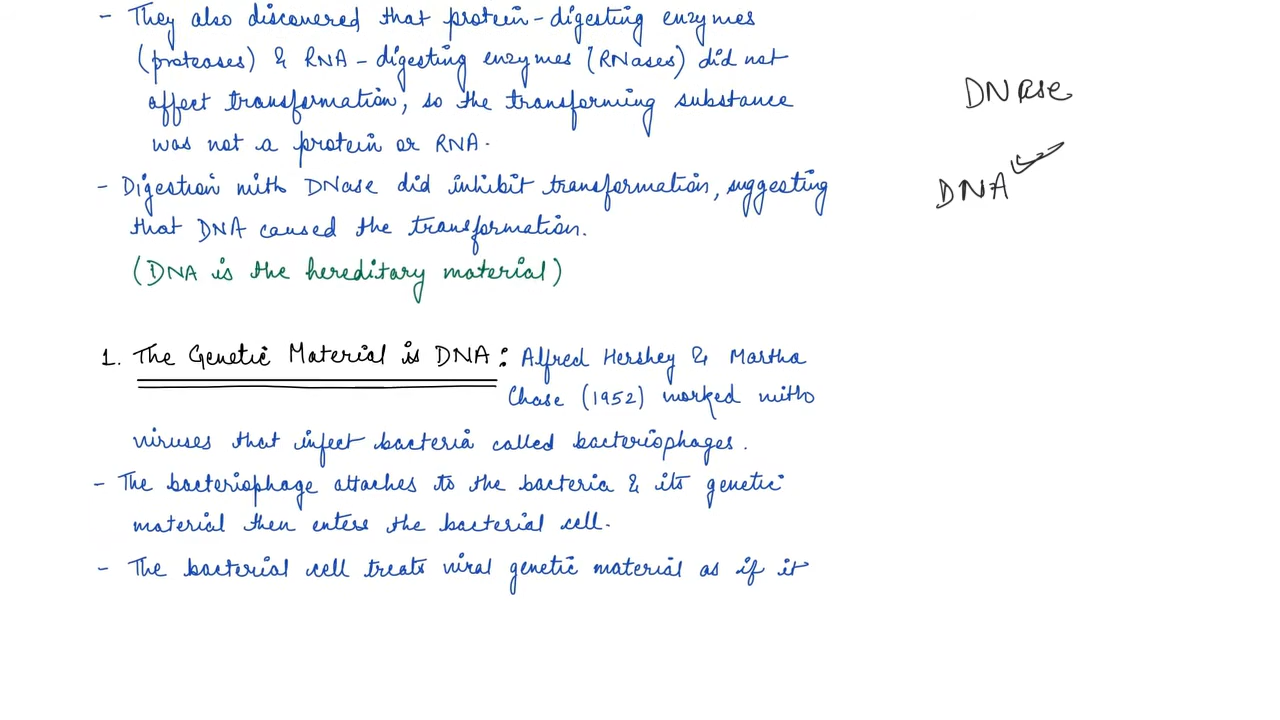 - They also discovered that protein-digesting enzymes
(proteases) & RNA-digesting enzymes (RNases) did not
affect transformation, so the transforming substance
was not a protein or RNA.
- Digestion with DNase did inhibit transformation, suggesting
that DNA caused the transformation.
(DNA is the hereditary material)
DNase
DNA
1. The Genetic Material is DNA: Alfred Hershey & Martha
Chase (1952) worked with
viruses that infect bacteria called bacteriophages.
- The bacteriophage attaches to the bacteria & its genetic
material then enters the bacterial cell.
- The bacterial cell treats viral genetic material as if it